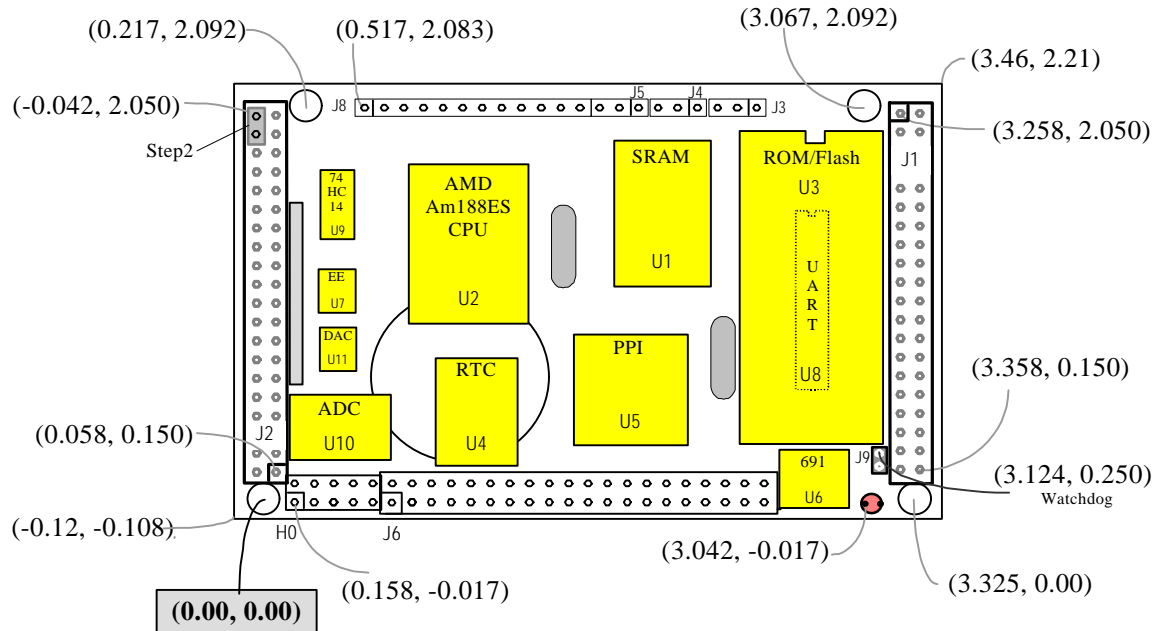 (0.217, 2.092)
(0.517, 2.083)
(3.067, 2.092)
(3.46, 2.21)
(-0.042, 2.050)
J8
J5
J4
J3
(3.258, 2.050)
Step2
J1
74
HC
14
U9
AMD
Am188ES
CPU
U2
SRAM
U1
ROM/Flash
U3
UART
U8
EE
U7
DAC
U11
PPI
U5
RTC
U4
ADC
U10
(3.358, 0.150)
(0.058, 0.150)
J2
J9
691
U6
(3.124, 0.250)
Watchdog
(-0.12, -0.108)
H0
J6
(3.042, -0.017)
(0.158, -0.017)
(3.325, 0.00)
(0.00, 0.00)